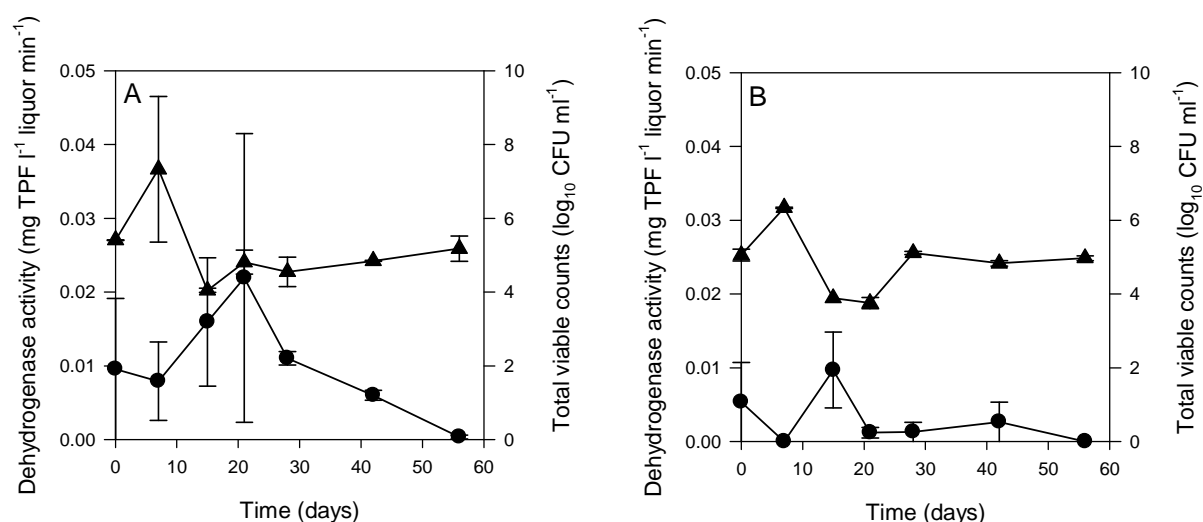 A
Dehydrogenase activity (mg TPF l⁻¹ liquor min⁻¹)
0.05
0.04
0.03
0.02
0.01
0.00
10
8
6
4
2
0
Total viable counts (log₁₀ CFU ml⁻¹)
0 10 20 30 40 50 60
Time (days)
B
Dehydrogenase activity (mg TPF l⁻¹ liquor min⁻¹)
0.05
0.04
0.03
0.02
0.01
0.00
10
8
6
4
2
0
Total viable counts (log₁₀ CFU ml⁻¹)
0 10 20 30 40 50 60
Time (days)